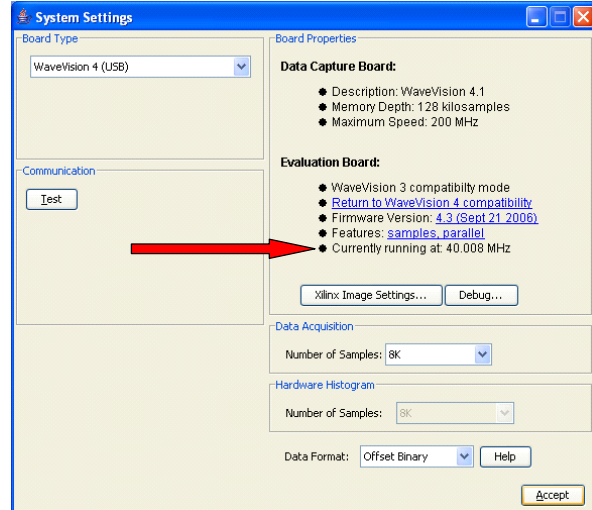 System Settings
Board Type
WaveVision 4 (USB)
Communication
Test
Board Properties
Data Capture Board:
Description: WaveVision 4.1
Memory Depth: 128 kilosamples
Maximum Speed: 200 MHz
Evaluation Board:
WaveVision 3 compatibilty mode
Return to WaveVision 4 compatibility
Firmware Version: 4.3 (Sept 21 2006)
Features: samples, parallel
Currently running at: 40.008 MHz
Xilinx Image Settings... Debug...
Data Acquisition
Number of Samples: 8K
Hardware Histogram
Number of Samples: 8K
Data Format: Offset Binary Help
Accept